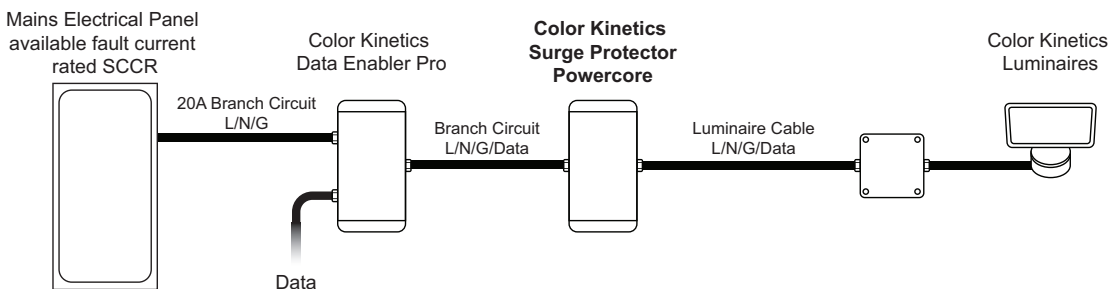 Mains Electrical Panel
available fault current
rated SCCR
Color Kinetics
Data Enabler Pro
Color Kinetics
Surge Protector
Powercore
Color Kinetics
Luminaires
20A Branch Circuit
L/N/G
Branch Circuit
L/N/G/Data
Luminaire Cable
L/N/G/Data
Data